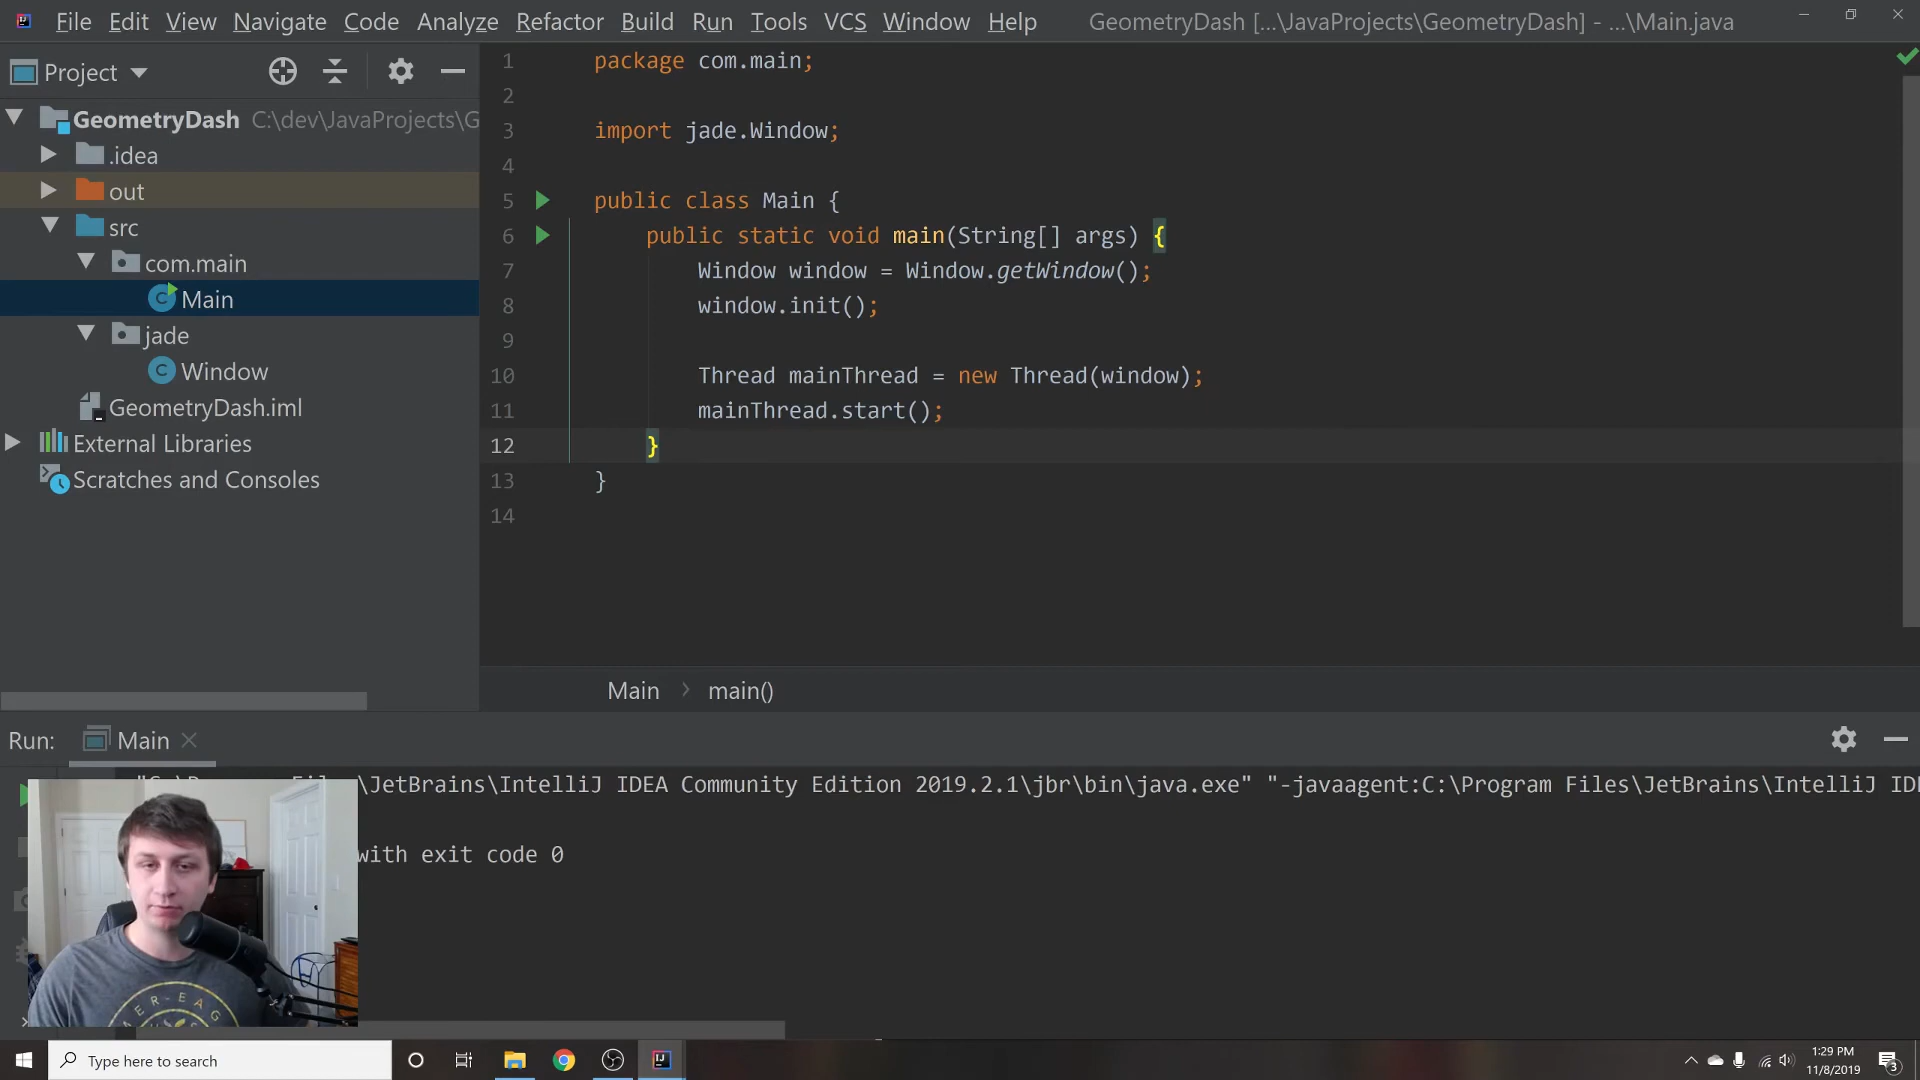 File Edit View Navigate Code Analyze Refactor Build Run Tools VCS Window Help GeometryDash [...\JavaProjects\GeometryDash] - ...\Main.java
Project
GeometryDash C:\dev\JavaProjects\G
.idea
out
src
com.main
Main
jade
Window
GeometryDash.iml
External Libraries
Scratches and Consoles
1 package com.main;
2
3 import jade.Window;
4
5 public class Main {
6 public static void main(String[] args) {
7 Window window = Window.getWindow();
8 window.init();
9
10 Thread mainThread = new Thread(window);
11 mainThread.start();
12 }
13 }
14
Main > main()
Run: Main
\JetBrains\IntelliJ IDEA Community Edition 2019.2.1\jbr\bin\java.exe" "-javaagent:C:\Program Files\JetBrains\IntelliJ ID
with exit code 0
Type here to search
1:29 PM
11/8/2019
3